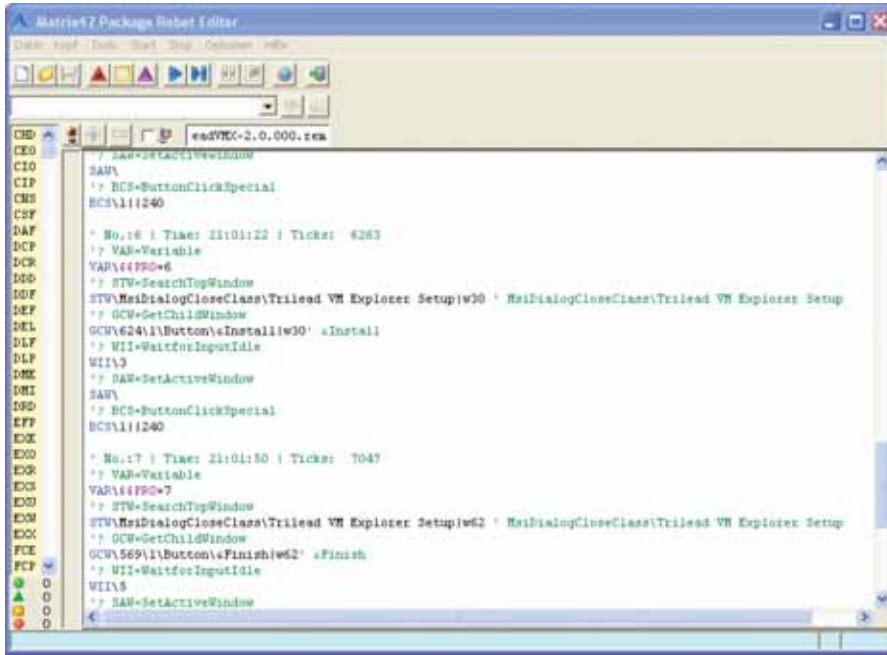 Matrix42 Package Robot Editor
Datei Kopf Tools Start Stop Optionen Hilfe
eadVMX-2.0.000.rem
CHD
CEO
CIO
CIP
CNS
CSF
DAF
DCP
DCR
DDD
DDF
DEF
DEL
DLF
DLP
DMK
DMI
DRD
EFP
EXE
EXO
EXR
EXS
EXU
EXW
EXX
FCE
FCP
0
0
0
0
'? SAW=SetActiveWindow
SAW\
'? BCS=ButtonClickSpecial
BCS\1||240
' No.:6 | Time: 21:01:22 | Ticks: 6263
'? VAR=Variable
VAR\&&PRO=6
'? STW=SearchTopWindow
STW\MsiDialogCloseClass\Trilead VM Explorer Setup|w30 ' MsiDialogCloseClass\Trilead VM Explorer Setup
'? GCW=GetChildWindow
GCW\624\1\Button\&Install|w30' &Install
'? WII=WaitforInputIdle
WII\3
'? SAW=SetActiveWindow
SAW\
'? BCS=ButtonClickSpecial
BCS\1||240
' No.:7 | Time: 21:01:50 | Ticks: 7047
'? VAR=Variable
VAR\&&PRO=7
'? STW=SearchTopWindow
STW\MsiDialogCloseClass\Trilead VM Explorer Setup|w62 ' MsiDialogCloseClass\Trilead VM Explorer Setup
'? GCW=GetChildWindow
GCW\569\1\Button\&Finish|w62' &Finish
'? WII=WaitforInputIdle
WII\5
'? SAW=SetActiveWindow